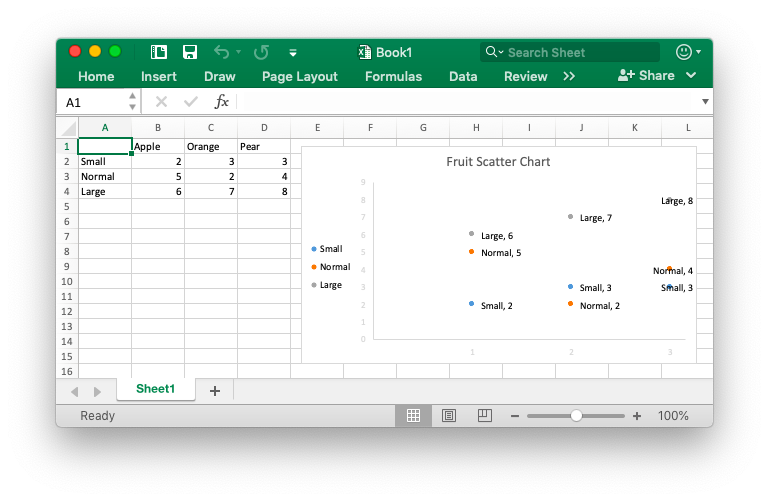 Book1
Search Sheet
Home Insert Draw Page Layout Formulas Data Review >> Share
A1 fx
A B C D E F G H I J K L
1 Apple Orange Pear
2 Small 2 3 3
3 Normal 5 2 4
4 Large 6 7 8
5
6
7
8
9
10
11
12
13
14
15
16
Fruit Scatter Chart
9
8
7
6
5
4
3
2
1
0
Large, 8
Large, 7
Large, 6
Normal, 5
Normal, 4
Small, 3
Small, 3
Small, 2
Normal, 2
Small
Normal
Large
1 2 3
Sheet1 +
Ready
100%